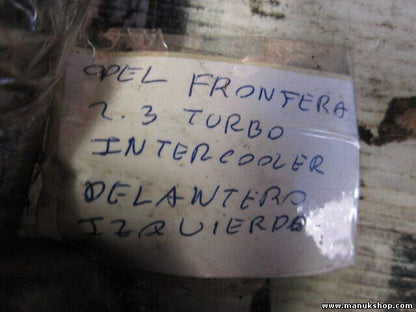 OPEL FRONTERA
2.3 TURBO
INTERCOOLER
DELANTERO
IZQUIERDO
www.manukshop.com